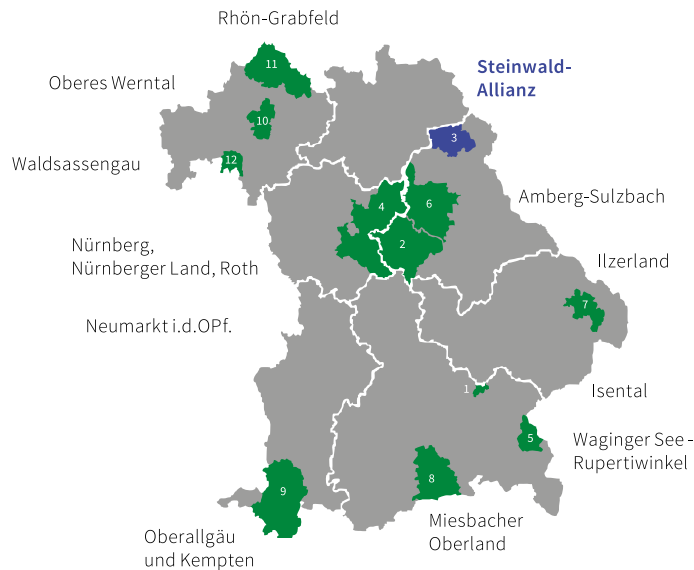 Rhön-Grabfeld
11
Steinwald-
Allianz
Oberes Werntal
10
3
Waldsassengau
12
4
6
Amberg-Sulzbach
Nürnberg,
Nürnberger Land, Roth
2
Ilzerland
7
Neumarkt i.d.OPf.
1
Isental
5
Waginger See -
Rupertiwinkel
8
9
Miesbacher
Oberland
Oberallgäu
und Kempten